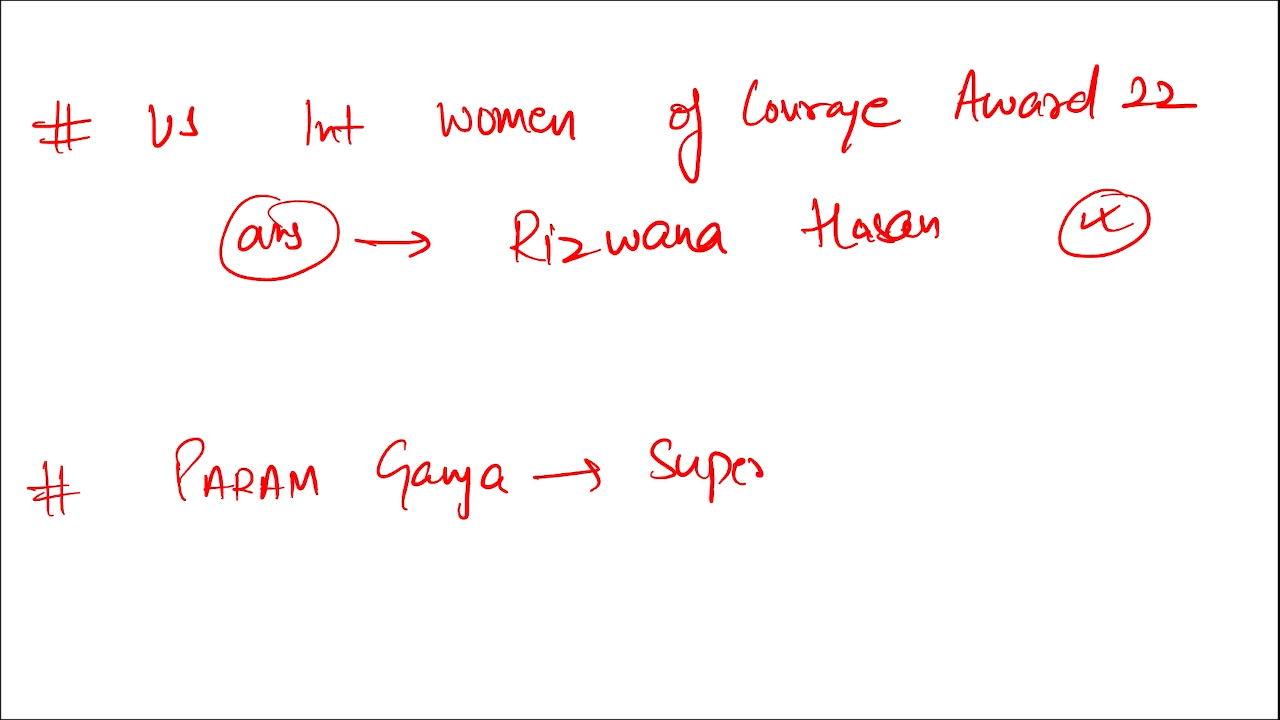 # US Int women of Courage Award 22
ans → Rizwana Hasan
# PARAM Ganga → Super